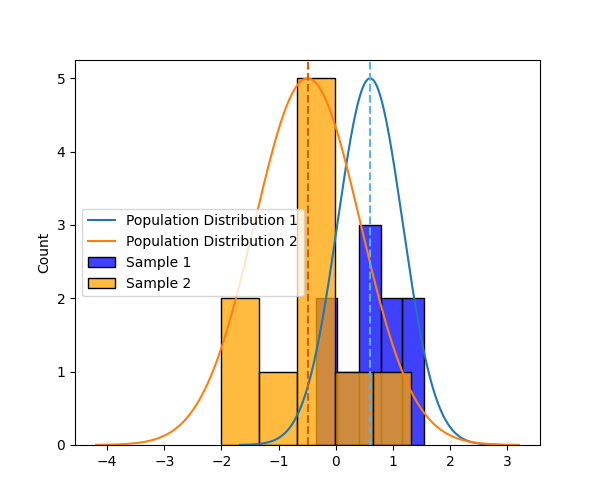 5
4
3
2
1
0
Count
Population Distribution 1
Population Distribution 2
Sample 1
Sample 2
−4 −3 −2 −1 0 1 2 3